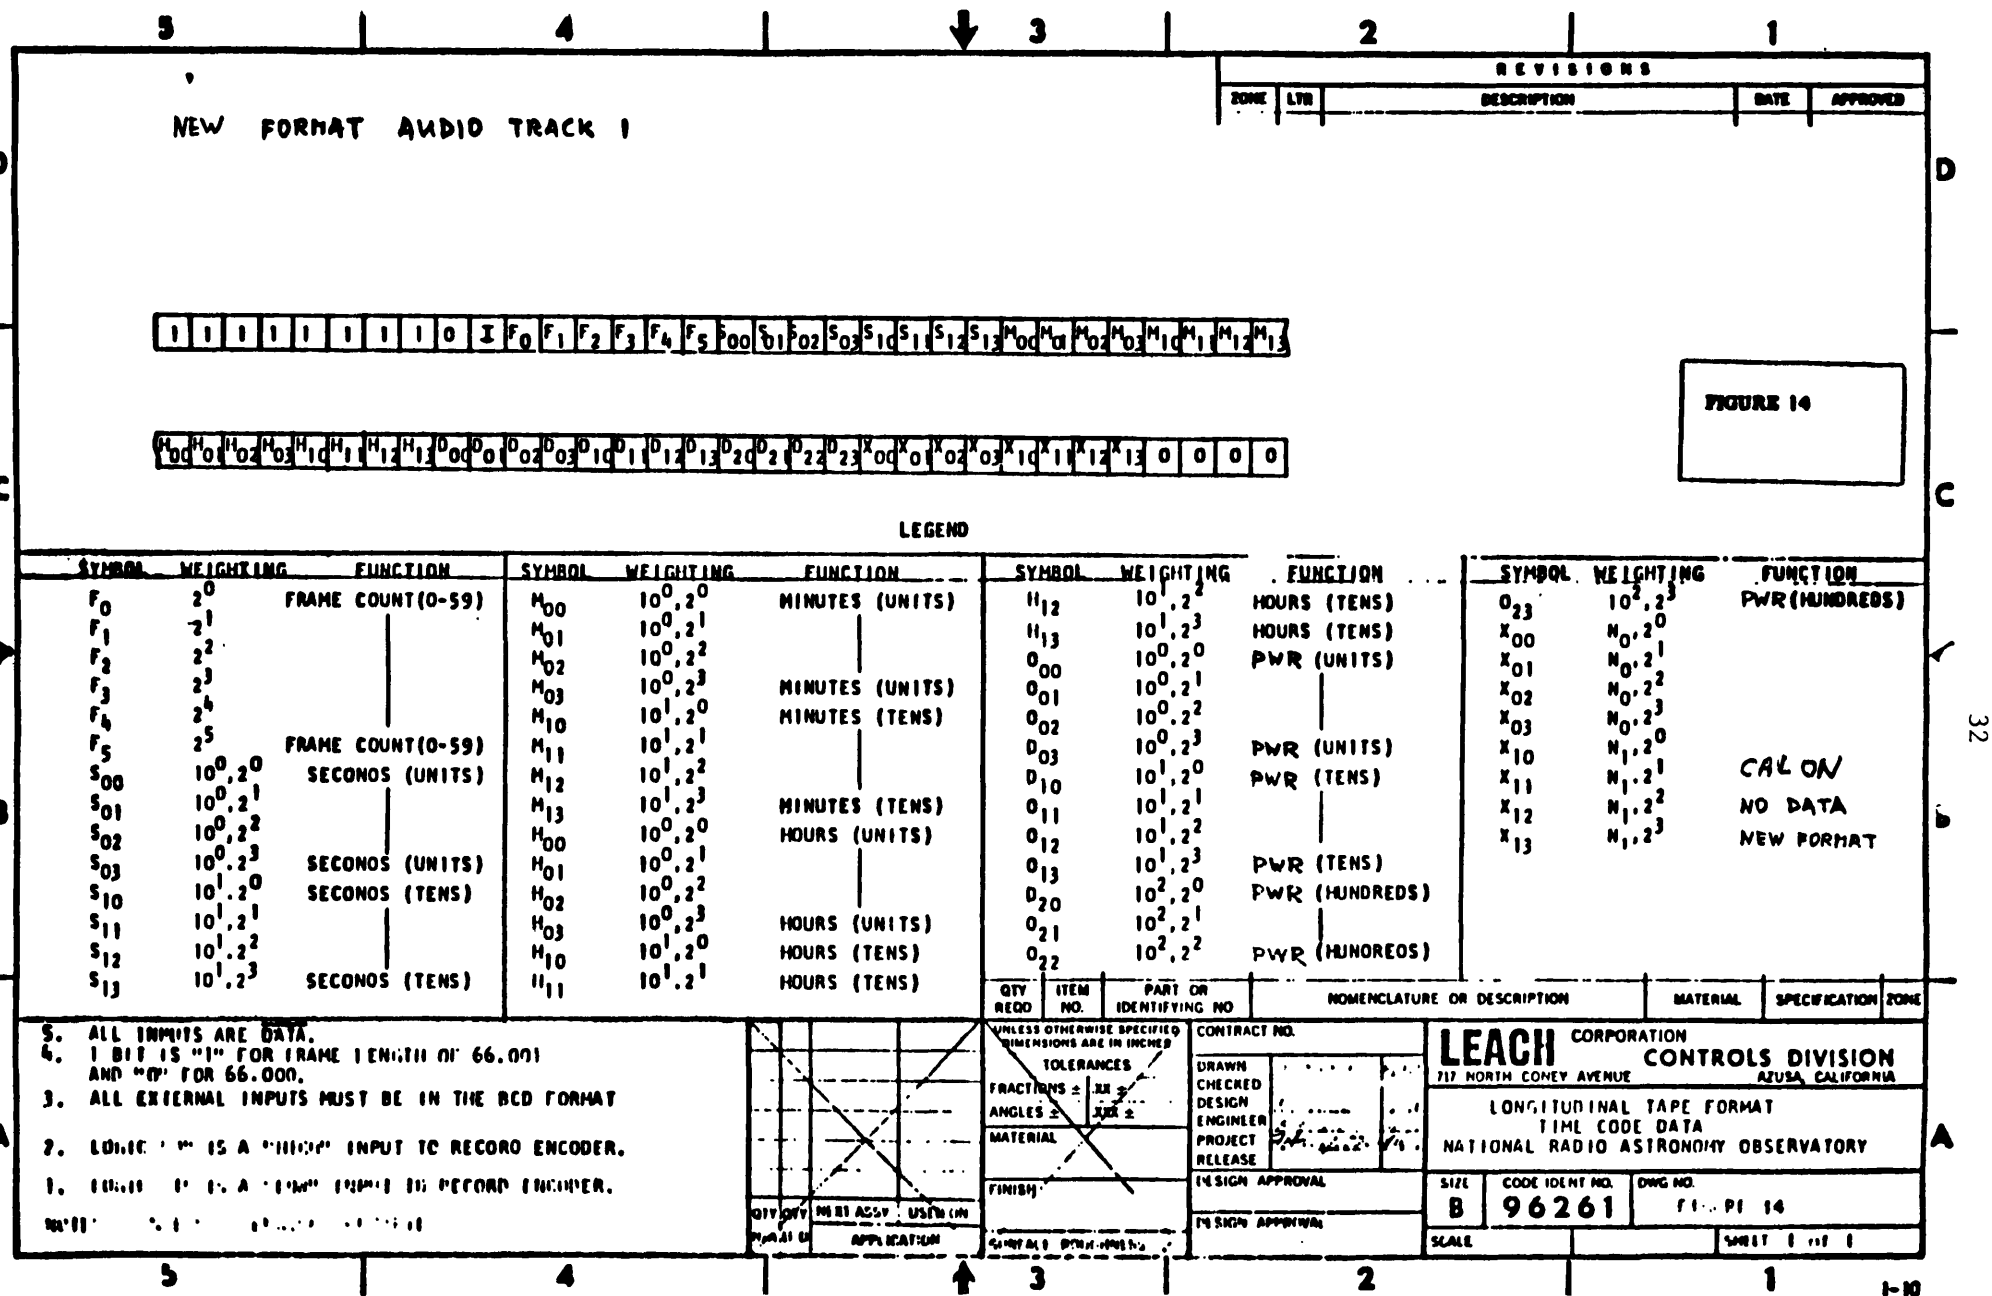 5 4 3 2 1
REVISIONS
ZONE LTR DESCRIPTION DATE APPROVED
NEW FORMAT AUDIO TRACK 1
D
1 1 1 1 1 1 1 1 0 I F0 F1 F2 F3 F4 F5 S00 S01 S02 S03 S10 S11 S12 S13 M00 M01 M02 M03 M10 M11 M12 M13
FIGURE 14
H00 H01 H02 H03 H10 H11 H12 H13 D00 D01 D02 D03 D10 D11 D12 D13 D20 D21 D22 D23 X00 X01 X02 X03 X10 X11 X12 X13 0 0 0 0
C
LEGEND
SYMBOL WEIGHTING FUNCTION
F0 2^0 FRAME COUNT(0-59)
F1 2^1
F2 2^2
F3 2^3
F4 2^4
F5 2^5 FRAME COUNT(0-59)
S00 10^0,2^0 SECONDS (UNITS)
S01 10^0,2^1
S02 10^0,2^2
S03 10^0,2^3 SECONDS (UNITS)
S10 10^1,2^0 SECONDS (TENS)
S11 10^1,2^1
S12 10^1,2^2
S13 10^1,2^3 SECONDS (TENS)
SYMBOL WEIGHTING FUNCTION
M00 10^0,2^0 MINUTES (UNITS)
M01 10^0,2^1
M02 10^0,2^2
M03 10^0,2^3 MINUTES (UNITS)
M10 10^1,2^0 MINUTES (TENS)
M11 10^1,2^1
M12 10^1,2^2
M13 10^1,2^3 MINUTES (TENS)
H00 10^0,2^0 HOURS (UNITS)
H01 10^0,2^1
H02 10^0,2^2
H03 10^0,2^3 HOURS (UNITS)
H10 10^1,2^0 HOURS (TENS)
H11 10^1,2^1 HOURS (TENS)
SYMBOL WEIGHTING FUNCTION
H12 10^1,2^2 HOURS (TENS)
H13 10^1,2^3 HOURS (TENS)
D00 10^0,2^0 PWR (UNITS)
D01 10^0,2^1
D02 10^0,2^2
D03 10^0,2^3 PWR (UNITS)
D10 10^1,2^0 PWR (TENS)
D11 10^1,2^1
D12 10^1,2^2
D13 10^1,2^3 PWR (TENS)
D20 10^2,2^0 PWR (HUNDREDS)
D21 10^2,2^1
D22 10^2,2^2 PWR (HUNDREDS)
SYMBOL WEIGHTING FUNCTION
D23 10^2,2^3 PWR(HUNDREDS)
X00 N0,2^0
X01 N0,2^1
X02 N0,2^2
X03 N0,2^3
X10 N1,2^0
X11 N1,2^1 CAL ON
X12 N1,2^2 NO DATA
X13 N1,2^3 NEW FORMAT
32
QTY REQD ITEM NO. PART OR IDENTIFYING NO NOMENCLATURE OR DESCRIPTION MATERIAL SPECIFICATION ZONE
5. ALL INPUTS ARE DATA.
4. I BIT IS "1" FOR FRAME LENGTH OF 66.001
AND "0" FOR 66.000.
3. ALL EXTERNAL INPUTS MUST BE IN THE BCD FORMAT
2. LOGIC IS A INPUT TO RECORD ENCODER.
1. IS A INPUT TO RECORD ENCODER.
QTY QTY NEXT ASSY USED ON
APPLICATION
UNLESS OTHERWISE SPECIFIED
DIMENSIONS ARE IN INCHES
TOLERANCES
FRACTIONS ± .XX ±
ANGLES ± .XXX ±
MATERIAL
FINISH
CONTRACT NO.
DRAWN
CHECKED
DESIGN
ENGINEER
PROJECT
RELEASE
DESIGN APPROVAL
DESIGN APPROVAL
LEACH CORPORATION
CONTROLS DIVISION
717 NORTH CONEY AVENUE AZUSA, CALIFORNIA
LONGITUDINAL TAPE FORMAT
TIME CODE DATA
NATIONAL RADIO ASTRONOMY OBSERVATORY
SIZE B
CODE IDENT NO. 96261
DWG NO. 14
SCALE
SHEET 1 OF 1
A
5 4 3 2 1
1-10